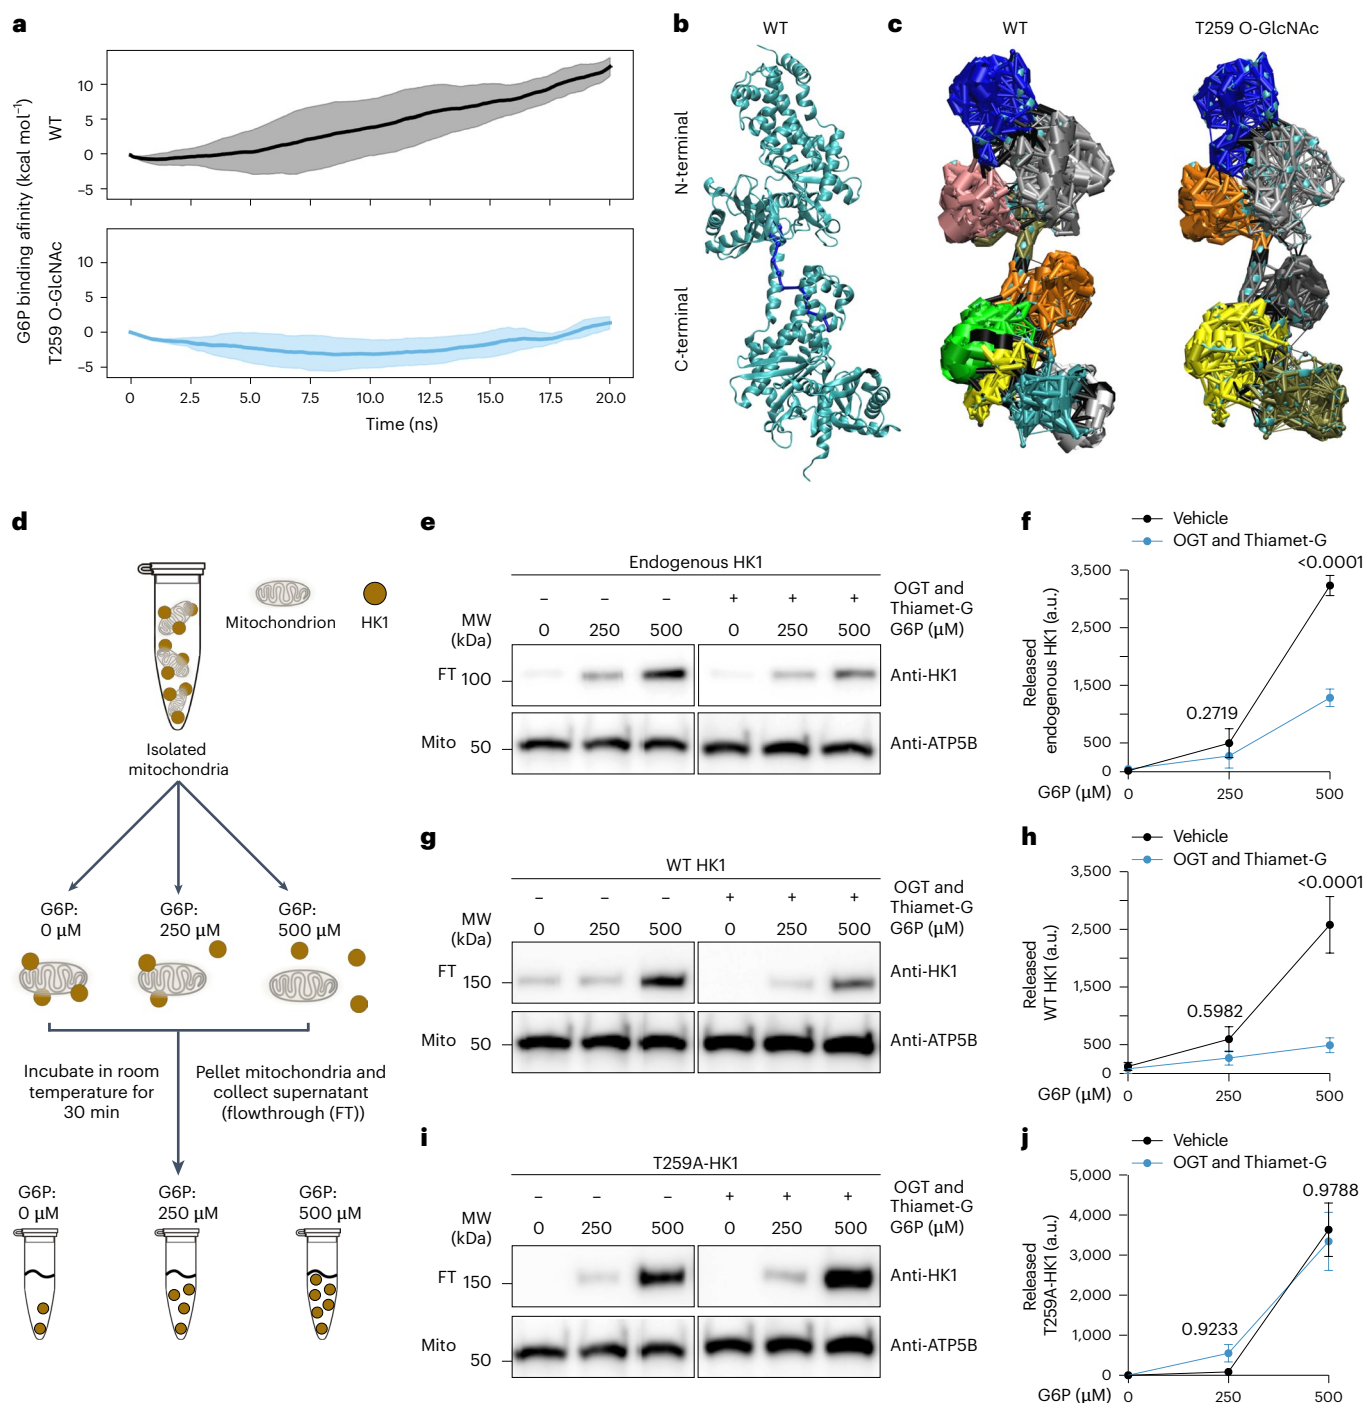 a
G6P binding afinity (kcal mol–1)
WT
10
5
0
–5
T259 O-GlcNAc
10
5
0
–5
0
2.5
5.0
7.5
10.0
12.5
15.0
17.5
20.0
Time (ns)
b
WT
N-terminal
C-terminal
c
WT
T259 O-GlcNAc
d
Mitochondrion
HK1
Isolated
mitochondria
G6P:
0 µM
G6P:
250 µM
G6P:
500 µM
Incubate in room
temperature for
30 min
Pellet mitochondria and
collect supernatant
(flowthrough (FT))
G6P:
0 µM
G6P:
250 µM
G6P:
500 µM
e
Endogenous HK1
– – – + + +
OGT and
Thiamet-G
MW
(kDa)
0 250 500 0 250 500
G6P (µM)
FT
100
Anti-HK1
Mito
50
Anti-ATP5B
f
Vehicle
OGT and Thiamet-G
<0.0001
0.2719
Released
endogenous HK1 (a.u.)
3,500
2,500
1,500
500
0
G6P (µM)
0
250
500
g
WT HK1
– – – + + +
OGT and
Thiamet-G
MW
(kDa)
0 250 500 0 250 500
G6P (µM)
FT
150
Anti-HK1
Mito
50
Anti-ATP5B
h
Vehicle
OGT and Thiamet-G
<0.0001
0.5982
Released
WT HK1 (a.u.)
3,500
2,500
1,500
500
0
G6P (µM)
0
250
500
i
T259A-HK1
– – – + + +
OGT and
Thiamet-G
MW
(kDa)
0 250 500 0 250 500
G6P (µM)
FT
150
Anti-HK1
Mito
50
Anti-ATP5B
j
Vehicle
OGT and Thiamet-G
0.9788
0.9233
Released
T259A-HK1 (a.u.)
5,000
4,000
3,000
2,000
1,000
0
G6P (µM)
0
250
500